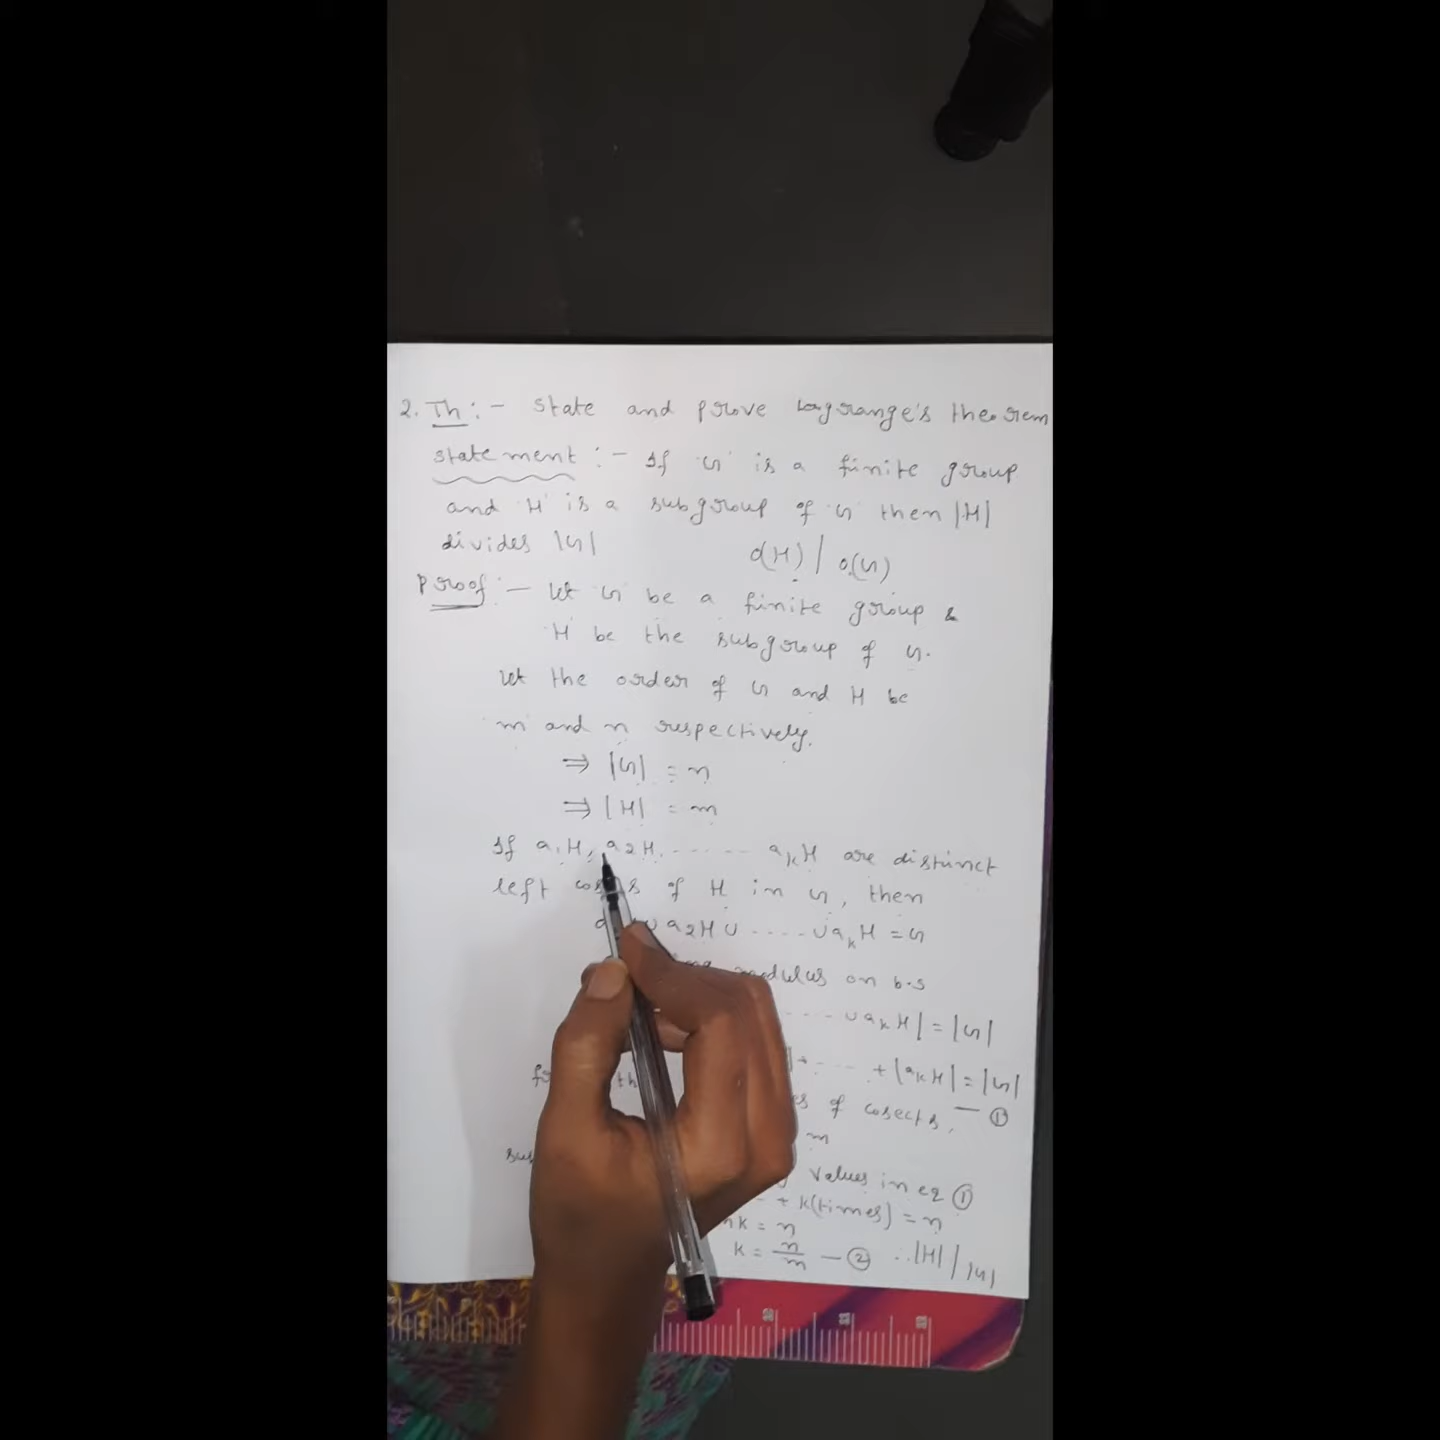 2. Th:- State and prove Lagrange's theorem
statement :- If 'G' is a finite group
and 'H' is a subgroup of G then |H|
divides |G| O(H) | O(G)
Proof :- Let G be a finite group &
'H' be the subgroup of G.
Let the order of G and H be
m and n respectively.
⇒ |G| = n
⇒ |H| = m
If a₁H, a₂H, ------ aₖH are distinct
left of H in G, then
∪ a₂H ∪ ----- ∪ aₖH = G
modulus on b.s
---- ∪ aₖH| = |G|
+ ---- + |aₖH| = |G|
of cosects, — ①
m
values in eq ①
+ k(times) = n
k = n
k = n/m — ② ∴ |H| / |G|